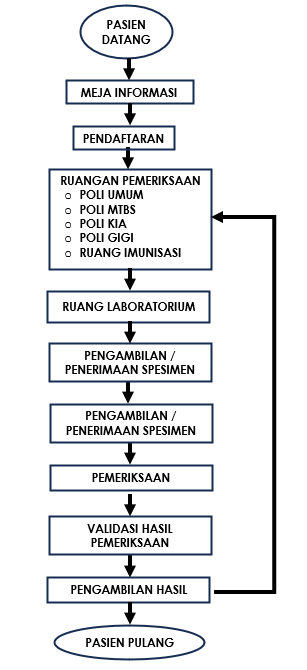 PASIEN
DATANG
MEJA INFORMASI
PENDAFTARAN
RUANGAN PEMERIKSAAN
○ POLI UMUM
○ POLI MTBS
○ POLI KIA
○ POLI GIGI
○ RUANG IMUNISASI
RUANG LABORATORIUM
PENGAMBILAN /
PENERIMAAN SPESIMEN
PENGAMBILAN /
PENERIMAAN SPESIMEN
PEMERIKSAAN
VALIDASI HASIL
PEMERIKSAAN
PENGAMBILAN HASIL
PASIEN PULANG